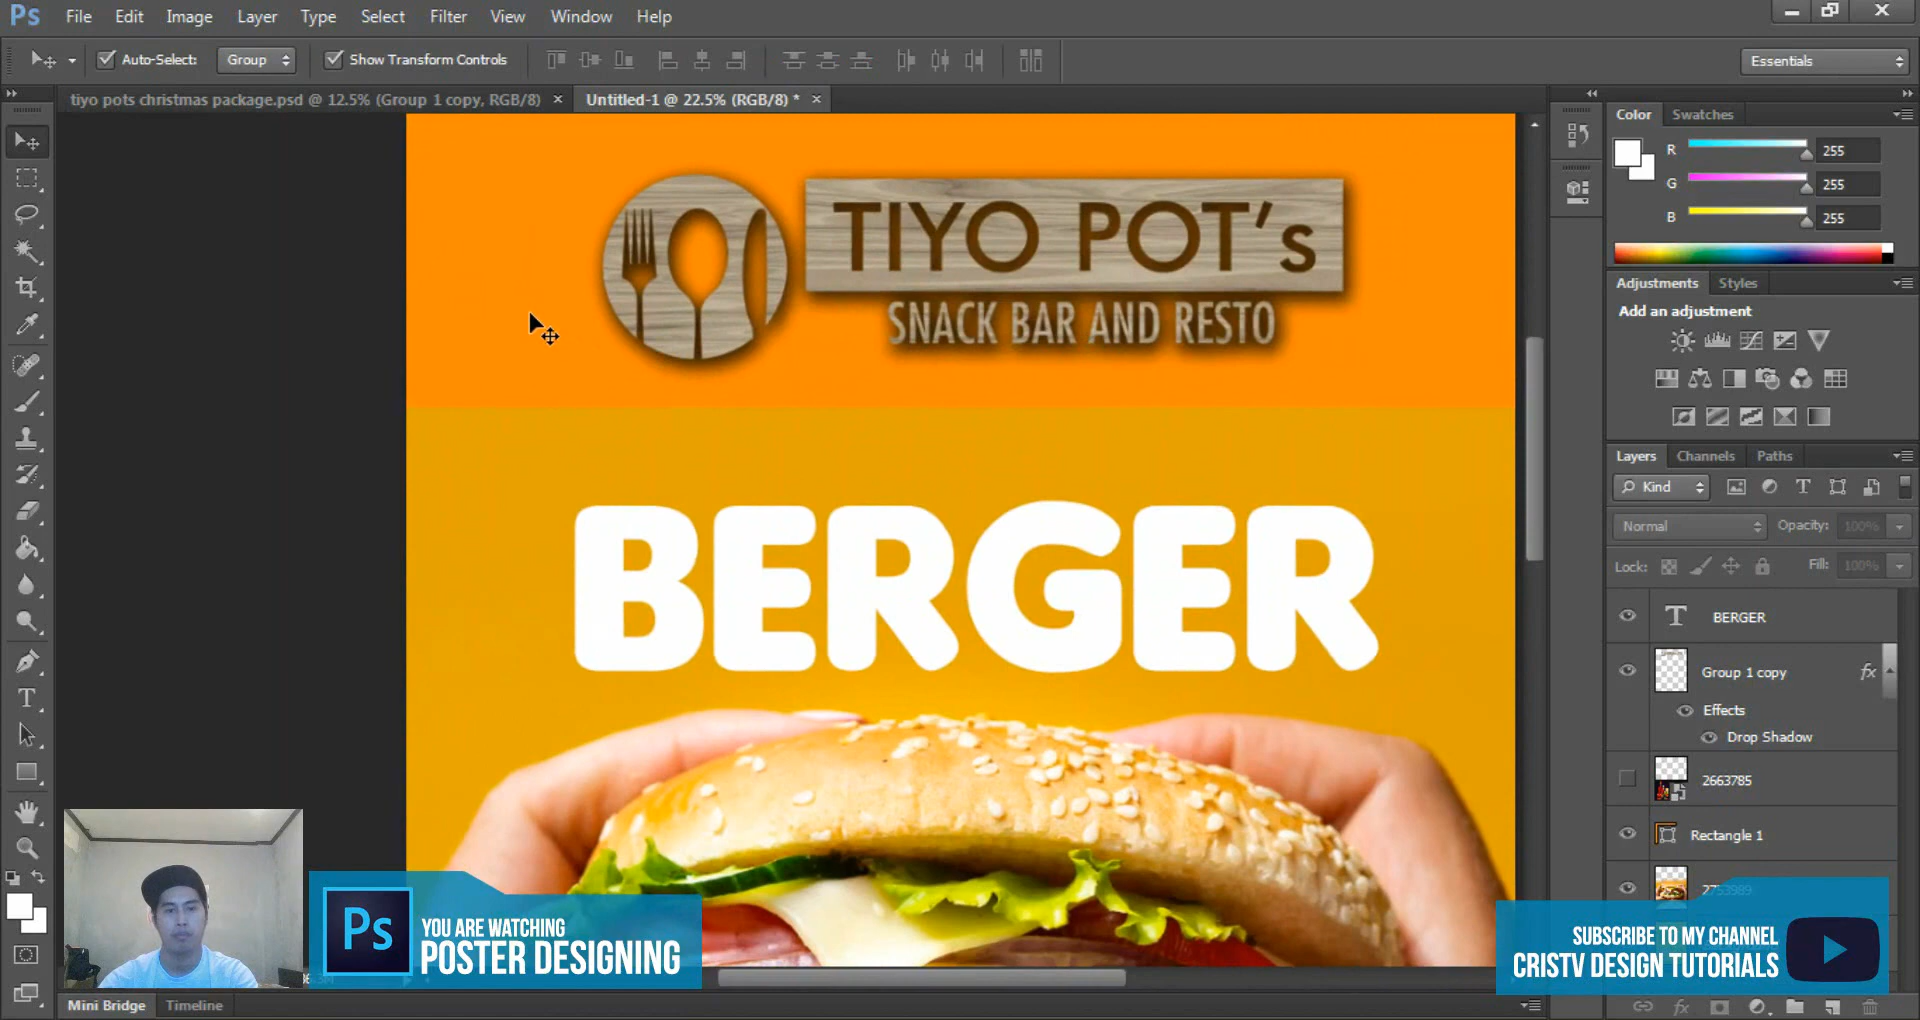 Ps File Edit Image Layer Type Select Filter View Window Help
Auto-Select: Group Show Transform Controls Essentials
tiyo pots christmas package.psd @ 12.5% (Group 1 copy, RGB/8) × Untitled-1 @ 22.5% (RGB/8) * ×
Color Swatches
R 255
G 255
B 255
Adjustments Styles
Add an adjustment
Layers Channels Paths
Kind
Normal Opacity: 100%
Lock: Fill: 100%
BERGER
Group 1 copy fx
Effects
Drop Shadow
2663785
Rectangle 1
2753989
TIYO POT's
SNACK BAR AND RESTO
BERGER
Ps
YOU ARE WATCHING
POSTER DESIGNING
SUBSCRIBE TO MY CHANNEL
CRISTV DESIGN TUTORIALS
Mini Bridge Timeline